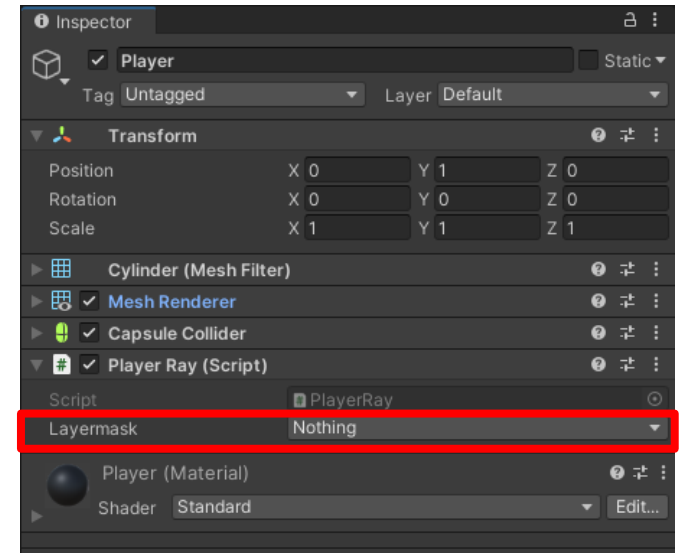 Inspector
Player Static
Tag Untagged Layer Default
Transform
Position X 0 Y 1 Z 0
Rotation X 0 Y 0 Z 0
Scale X 1 Y 1 Z 1
Cylinder (Mesh Filter)
Mesh Renderer
Capsule Collider
# Player Ray (Script)
Script PlayerRay
Layermask Nothing
Player (Material)
Shader Standard Edit...